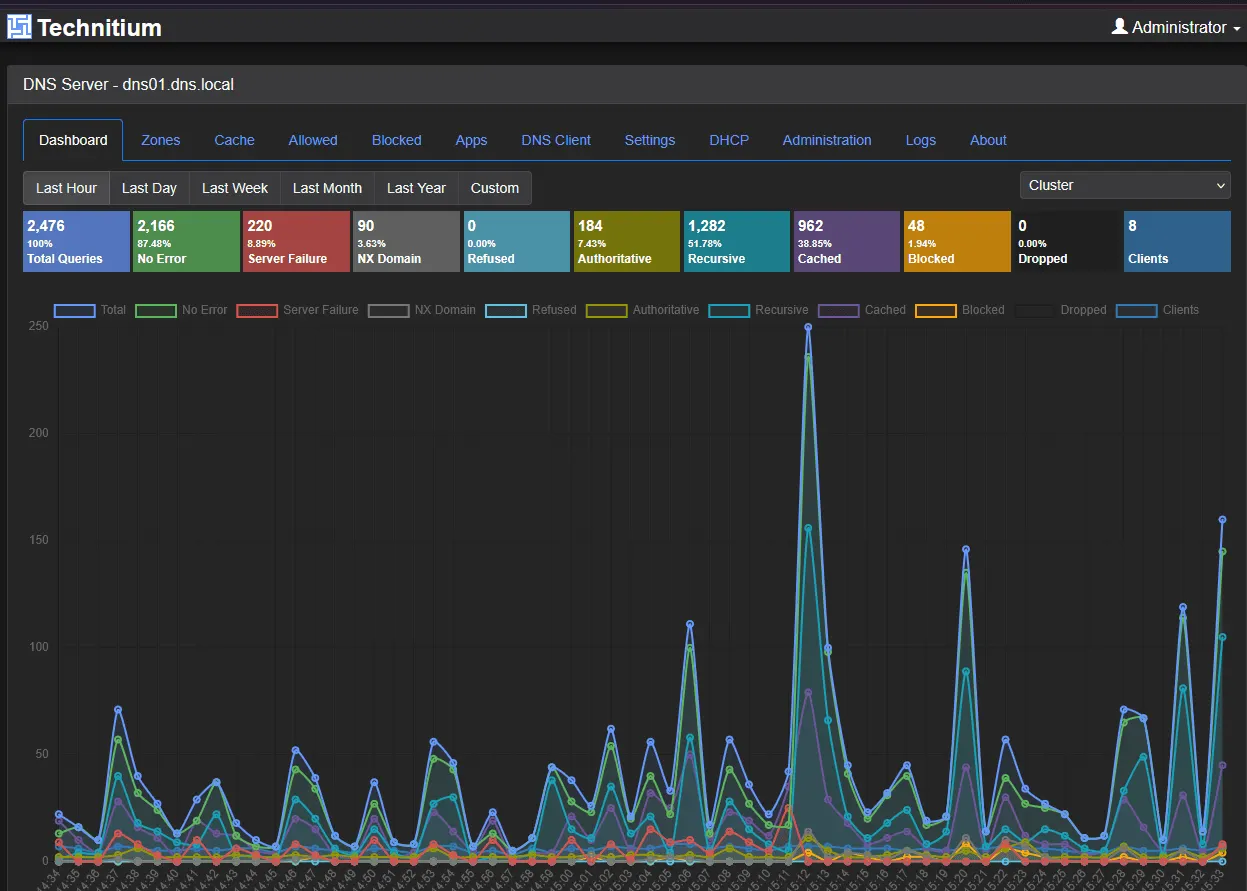 Technitium
Administrator
DNS Server - dns01.dns.local
Dashboard Zones Cache Allowed Blocked Apps DNS Client Settings DHCP Administration Logs About
Last Hour Last Day Last Week Last Month Last Year Custom Cluster
2,476 2,166 220 90 0 184 1,282 962 48 0 8
100% 87.48% 8.89% 3.63% 0.00% 7.43% 51.78% 38.85% 1.94% 0.00%
Total Queries No Error Server Failure NX Domain Refused Authoritative Recursive Cached Blocked Dropped Clients
Total No Error Server Failure NX Domain Refused Authoritative Recursive Cached Blocked Dropped Clients
250
200
150
100
50
0